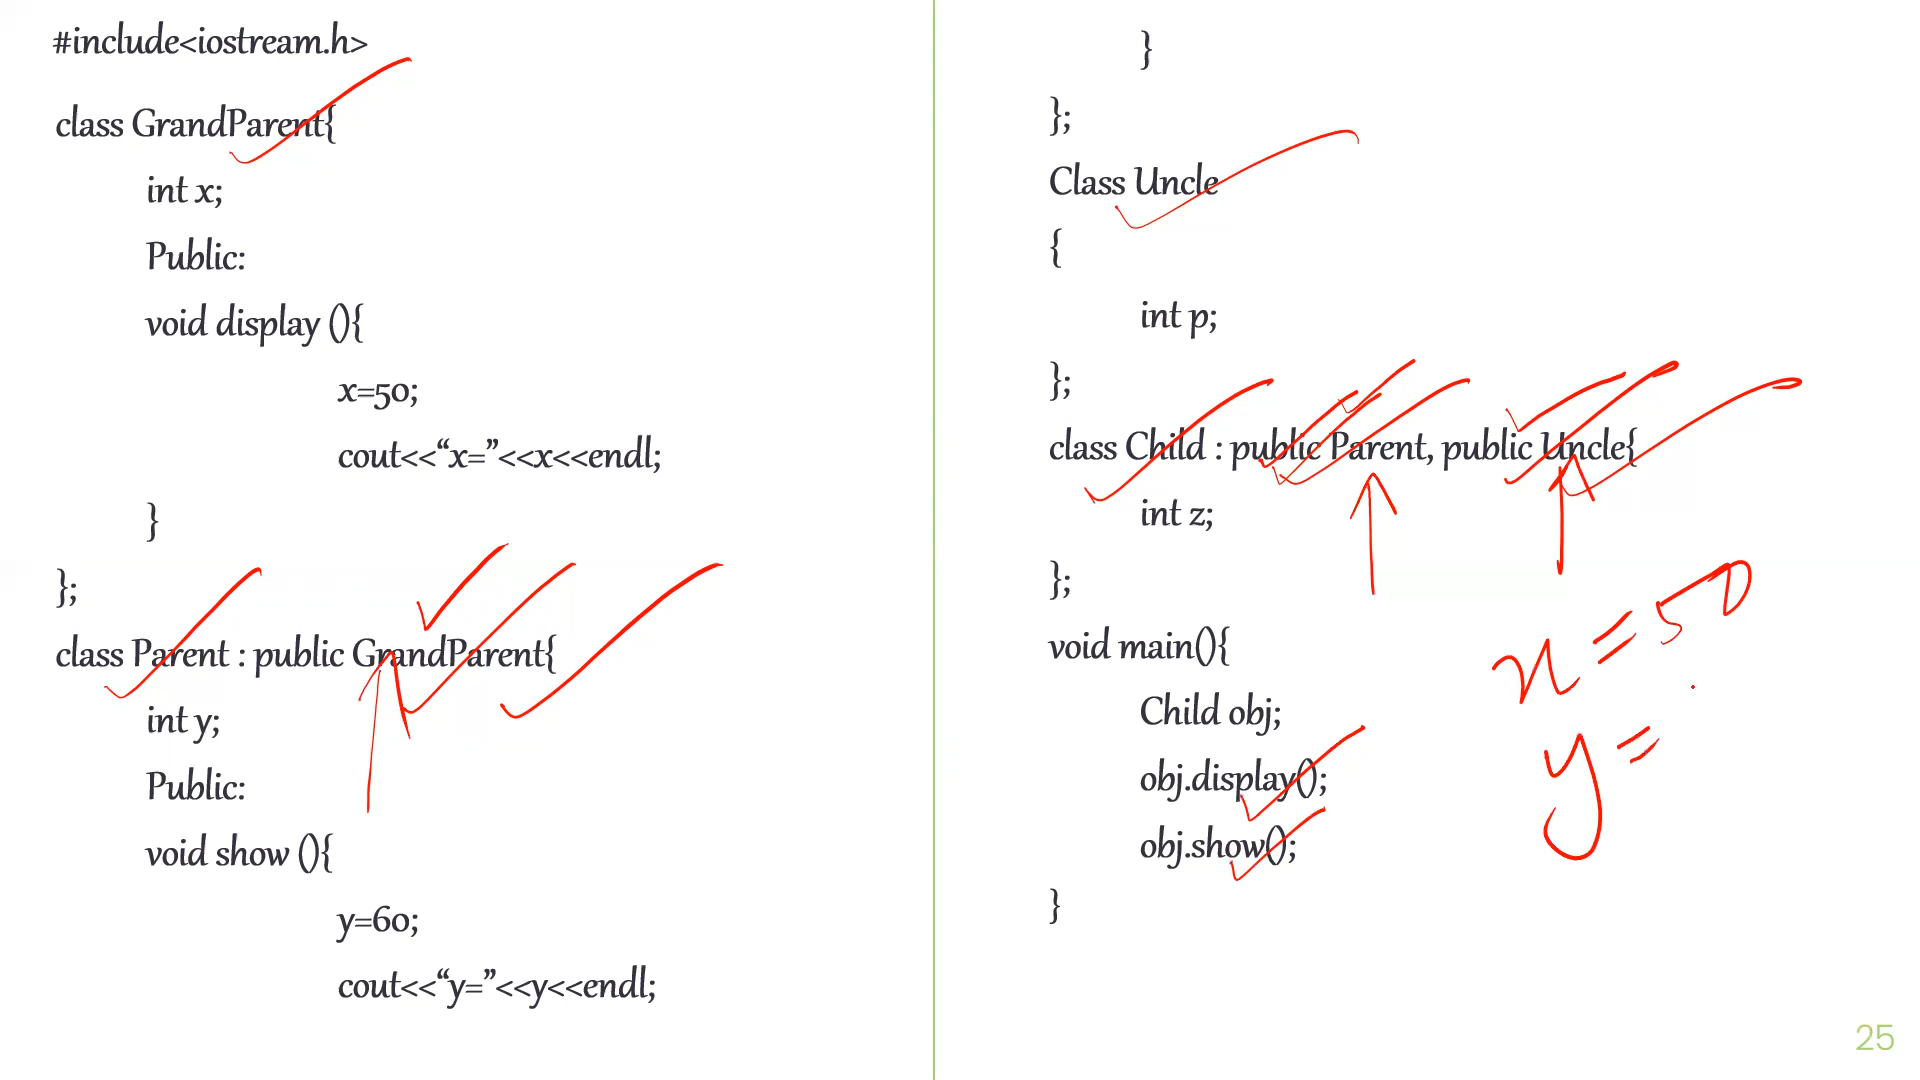 #include<iostream.h>
class GrandParent{
int x;
Public:
void display (){
x=50;
cout<<“x=”<<x<<endl;
}
};
class Parent : public GrandParent{
int y;
Public:
void show (){
y=60;
cout<<“y=”<<y<<endl;
}
};
Class Uncle
{
int p;
};
class Child : public Parent, public Uncle{
int z;
};
void main(){
Child obj;
obj.display();
obj.show();
}
x=50
y=
25